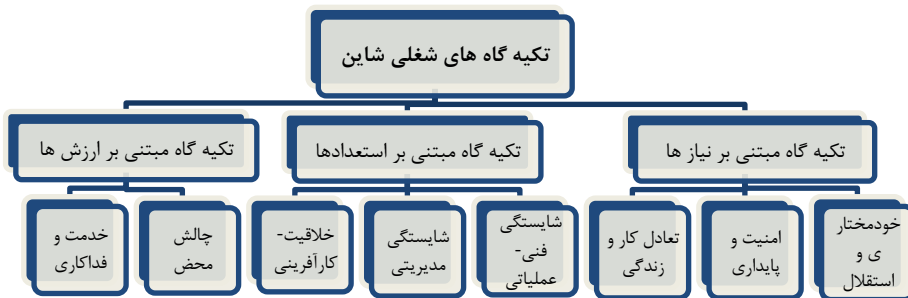 تکیه گاه های شغلی شاین
تکیه گاه مبتنی بر نیاز ها
تکیه گاه مبتنی بر استعدادها
تکیه گاه مبتنی بر ارزش ها
خودمختار
ی و
استقلال
امنیت و
پایداری
تعادل کار و
زندگی
شایستگی
فنی-
عملیاتی
شایستگی
مدیریتی
خلاقیت-
کارآفرینی
چالش
محض
خدمت و
فداکاری